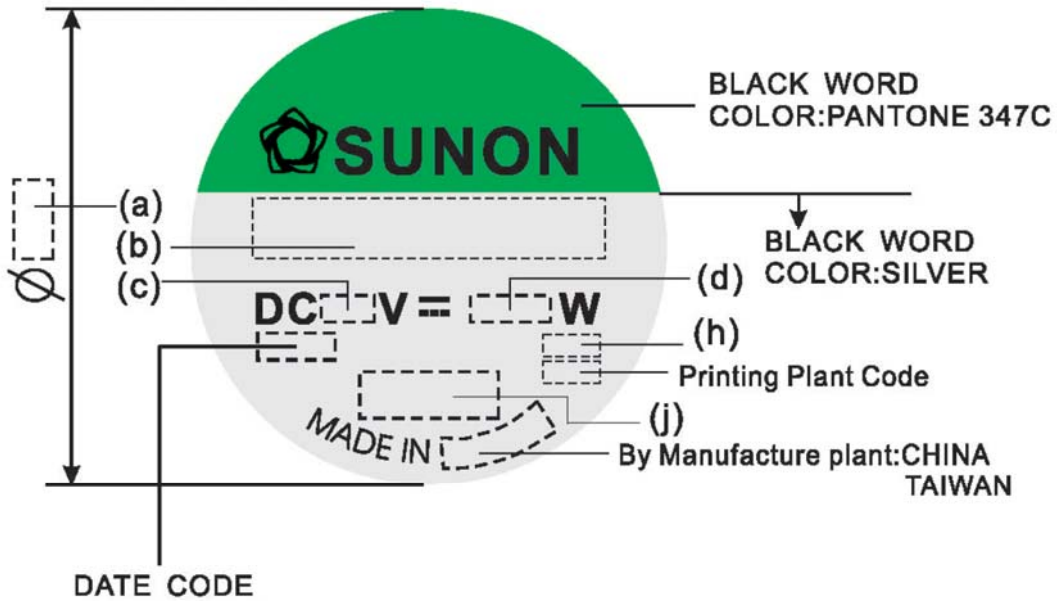 BLACK WORD
COLOR:PANTONE 347C
SUNON
(a)
(b)
BLACK WORD
COLOR:SILVER
Ø
(c)
(d)
DC V⎓ W
(h)
Printing Plant Code
(j)
MADE IN
By Manufacture plant:CHINA
TAIWAN
DATE CODE